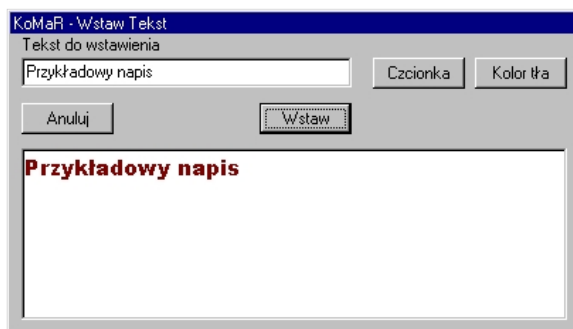 KoMaR - Wstaw Tekst
Tekst do wstawienia
Przykładowy napis
Czcionka
Kolor tła
Anuluj
Wstaw
Przykładowy napis